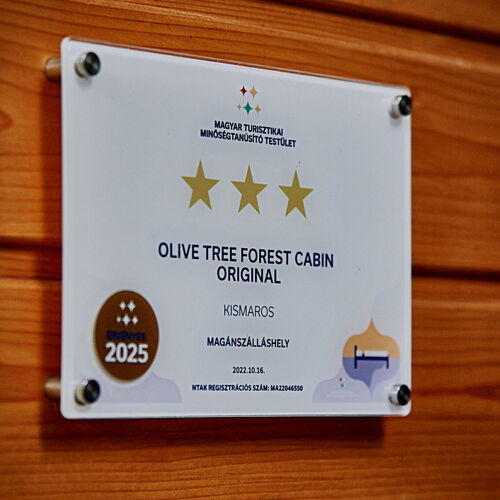 MAGYAR TURISZTIKAI
MINŐSÉGTANÚSÍTÓ TESTÜLET
OLIVE TREE FOREST CABIN
ORIGINAL
KISMAROS
MAGÁNSZÁLLÁSHELY
2022.10.16.
NTAK REGISZTRÁCIÓS SZÁM: MA22046550
2025